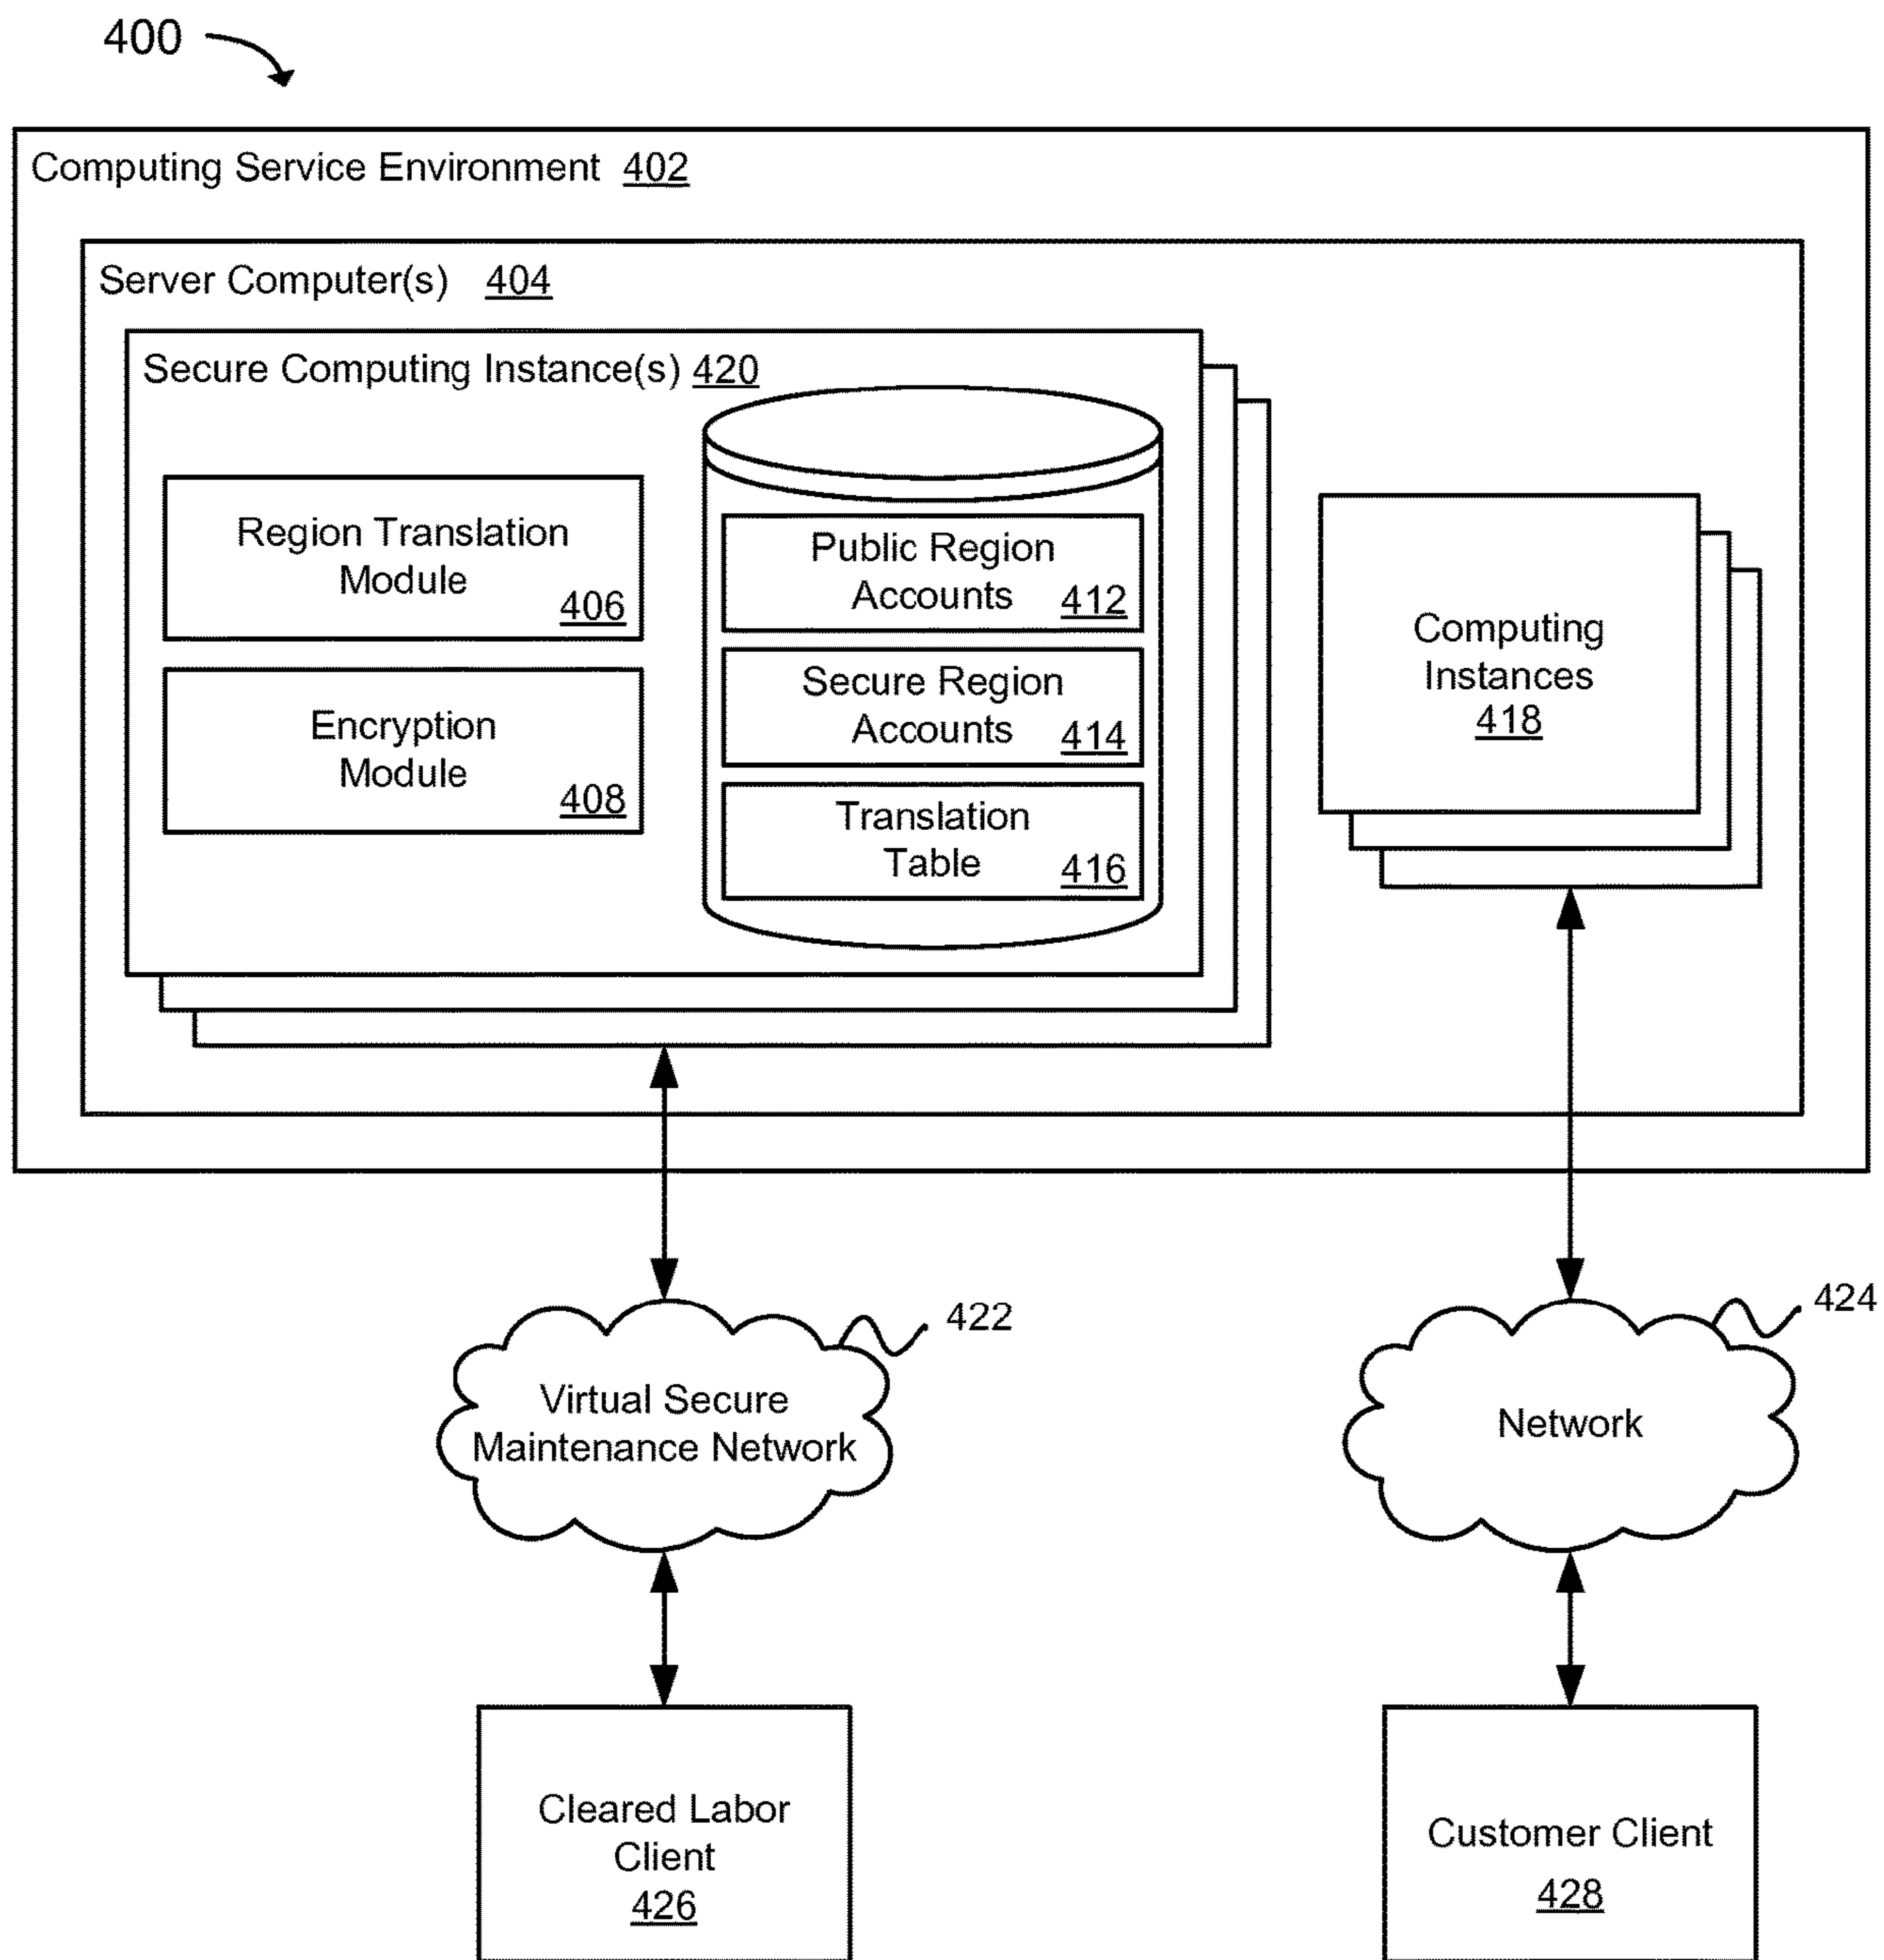 400
Computing Service Environment 402
Server Computer(s) 404
Secure Computing Instance(s) 420
Region Translation
Module
406
Encryption
Module
408
Public Region
Accounts 412
Secure Region
Accounts 414
Translation
Table 416
Computing
Instances
418
422
Virtual Secure
Maintenance Network
424
Network
Cleared Labor
Client
426
Customer Client
428